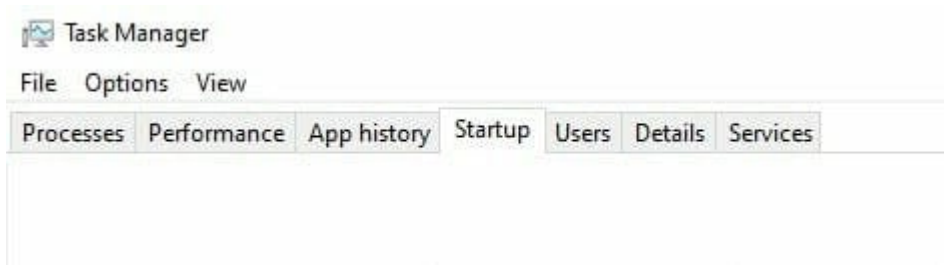 Task Manager
File Options View
Processes Performance App history Startup Users Details Services